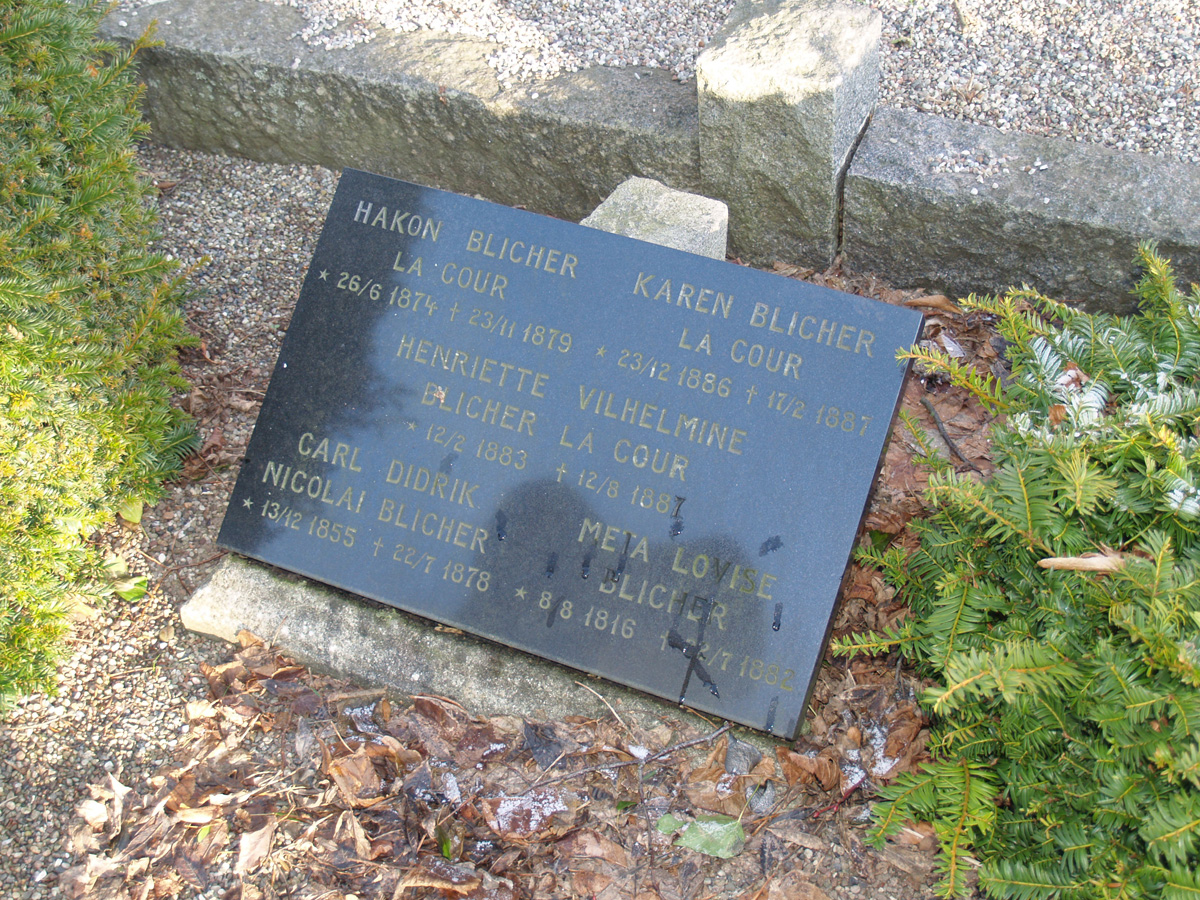 HAKON BLICHER
LA COUR
* 26/6 1874 † 23/11 1879
KAREN BLICHER
LA COUR
* 23/12 1886 † 17/2 1887
HENRIETTE VILHELMINE
BLICHER LA COUR
* 12/2 1883 † 12/8 1887
CARL DIDRIK
NICOLAI BLICHER
* 13/12 1855 † 22/7 1878
META LOVISE
BLICHER
* 8/8 1816 † /7 1882